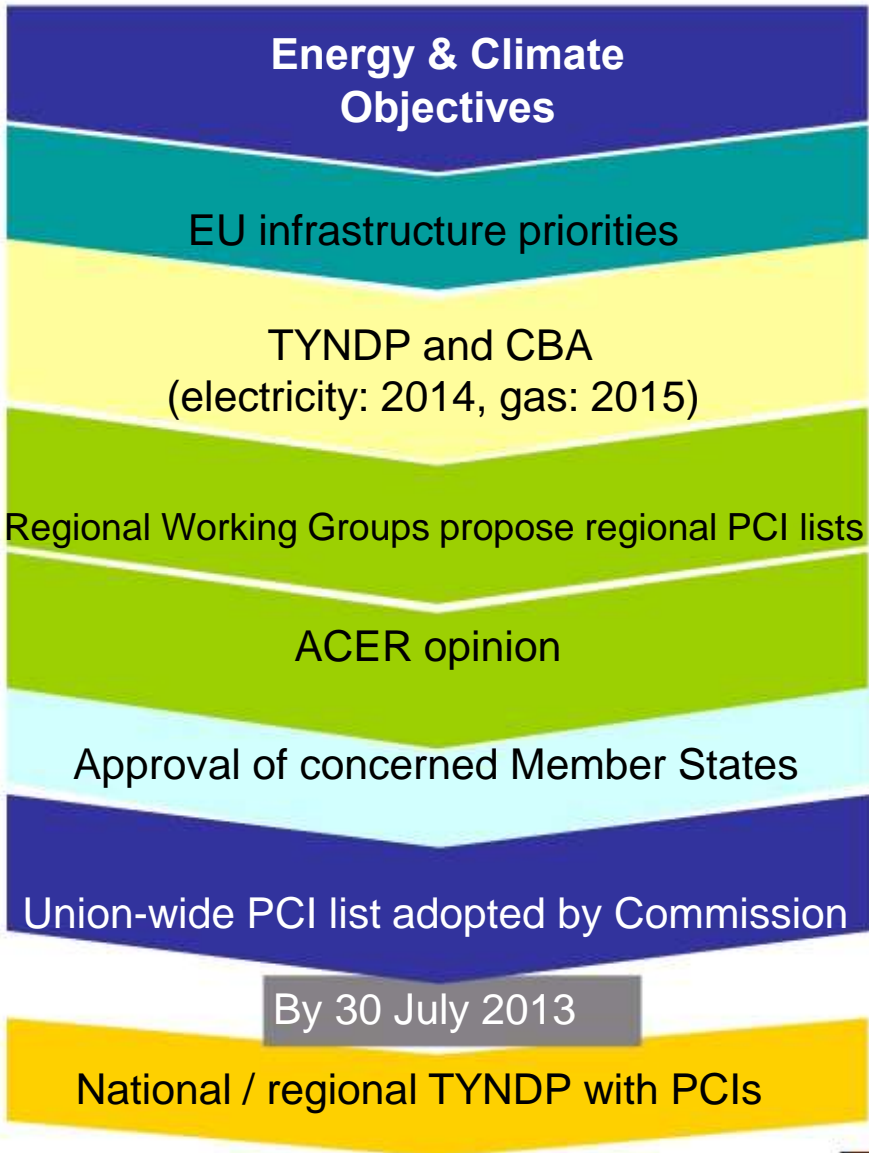 Energy & Climate
Objectives
EU infrastructure priorities
TYNDP and CBA
(electricity: 2014, gas: 2015)
Regional Working Groups propose regional PCI lists
ACER opinion
Approval of concerned Member States
Union-wide PCI list adopted by Commission
By 30 July 2013
National / regional TYNDP with PCIs